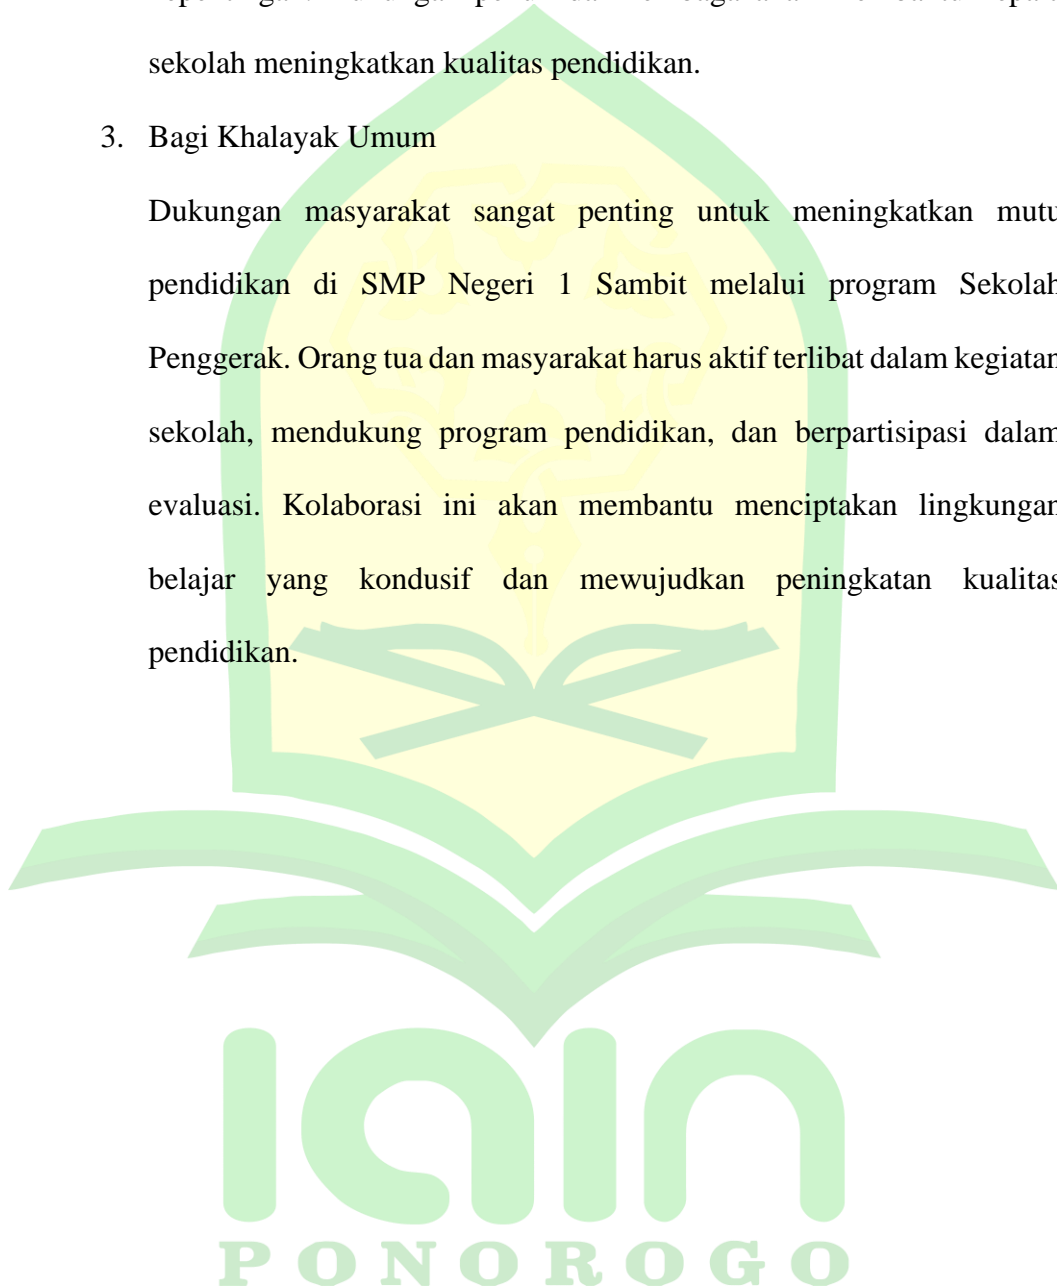 sekolah meningkatkan kualitas pendidikan.
3. Bagi Khalayak Umum
Dukungan masyarakat sangat penting untuk meningkatkan mutu
pendidikan di SMP Negeri 1 Sambit melalui program Sekolah
Penggerak. Orang tua dan masyarakat harus aktif terlibat dalam kegiatan
sekolah, mendukung program pendidikan, dan berpartisipasi dalam
evaluasi. Kolaborasi ini akan membantu menciptakan lingkungan
belajar yang kondusif dan mewujudkan peningkatan kualitas
pendidikan.
iain
PONOROGO